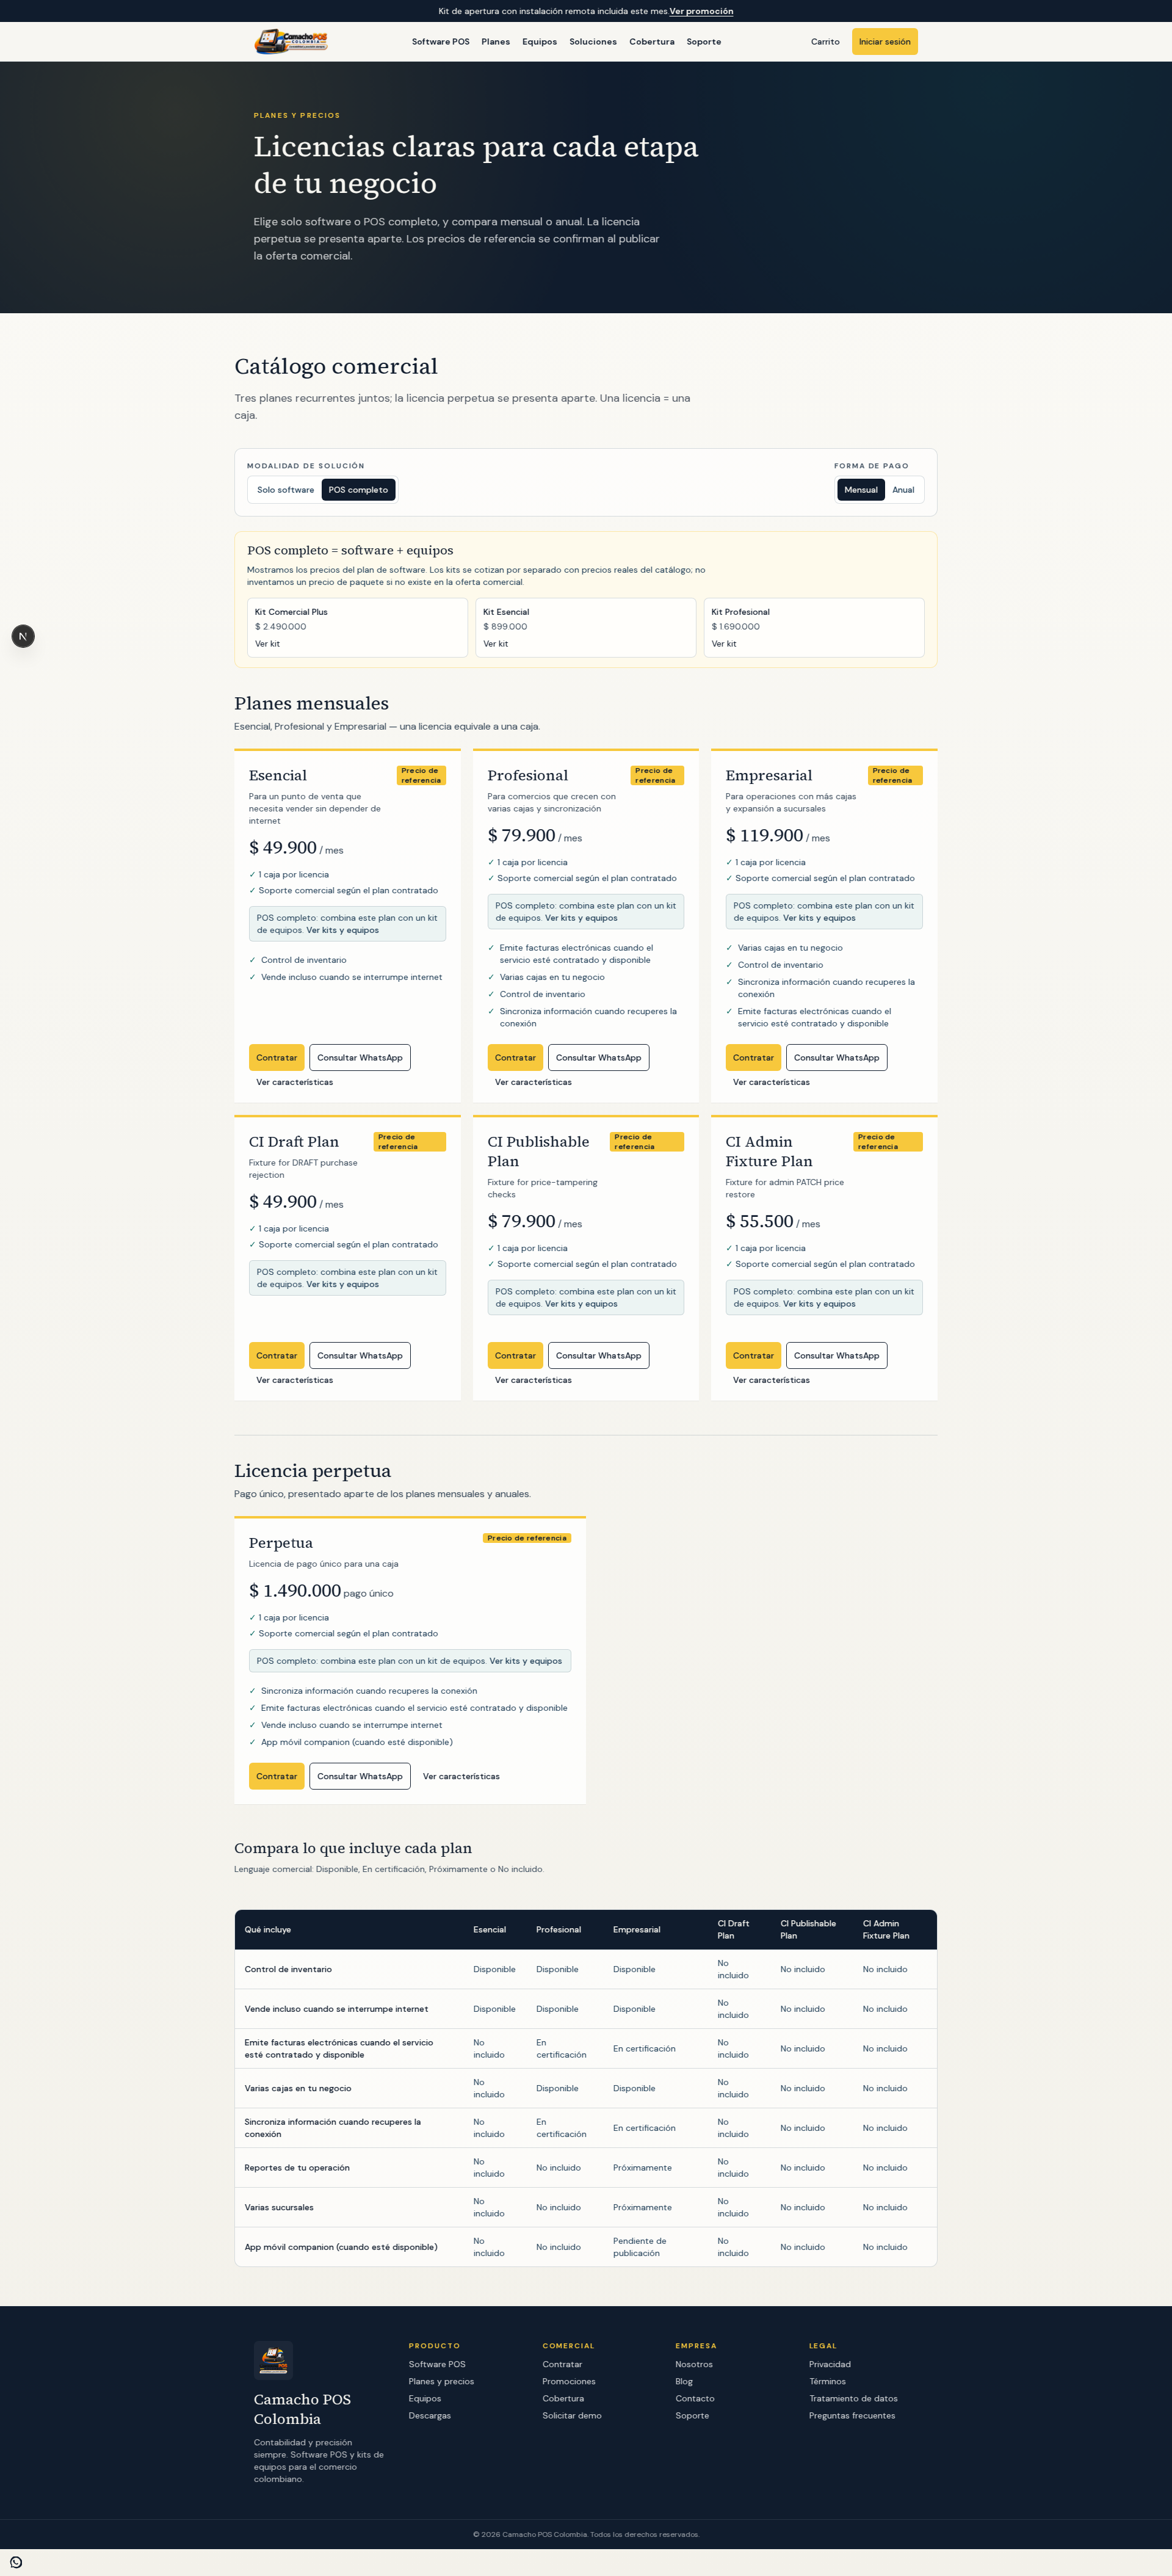 Kit de apertura con instalación remota incluida este mes.Ver promoción
CamachoPOS
COLOMBIA
Software POS Planes Equipos Soluciones Cobertura Soporte
Carrito Iniciar sesión
PLANES Y PRECIOS
Licencias claras para cada etapa
de tu negocio
Elige solo software o POS completo, y compara mensual o anual. La licencia
perpetua se presenta aparte. Los precios de referencia se confirman al publicar
la oferta comercial.
Catálogo comercial
Tres planes recurrentes juntos; la licencia perpetua se presenta aparte. Una licencia = una
caja.
MODALIDAD DE SOLUCIÓN
Solo software POS completo
FORMA DE PAGO
Mensual Anual
POS completo = software + equipos
Mostramos los precios del plan de software. Los kits se cotizan por separado con precios reales del catálogo; no
inventamos un precio de paquete si no existe en la oferta comercial.
Kit Comercial Plus
$ 2.490.000
Ver kit
Kit Esencial
$ 899.000
Ver kit
Kit Profesional
$ 1.690.000
Ver kit
N
Planes mensuales
Esencial, Profesional y Empresarial — una licencia equivale a una caja.
Esencial
Precio de
referencia
Para un punto de venta que
necesita vender sin depender de
internet
$ 49.900 / mes
✓ 1 caja por licencia
✓ Soporte comercial según el plan contratado
POS completo: combina este plan con un kit
de equipos. Ver kits y equipos
✓ Control de inventario
✓ Vende incluso cuando se interrumpe internet
Contratar Consultar WhatsApp
Ver características
Profesional
Precio de
referencia
Para comercios que crecen con
varias cajas y sincronización
$ 79.900 / mes
✓ 1 caja por licencia
✓ Soporte comercial según el plan contratado
POS completo: combina este plan con un kit
de equipos. Ver kits y equipos
✓ Emite facturas electrónicas cuando el
servicio esté contratado y disponible
✓ Varias cajas en tu negocio
✓ Control de inventario
✓ Sincroniza información cuando recuperes la
conexión
Contratar Consultar WhatsApp
Ver características
Empresarial
Precio de
referencia
Para operaciones con más cajas
y expansión a sucursales
$ 119.900 / mes
✓ 1 caja por licencia
✓ Soporte comercial según el plan contratado
POS completo: combina este plan con un kit
de equipos. Ver kits y equipos
✓ Varias cajas en tu negocio
✓ Control de inventario
✓ Sincroniza información cuando recuperes la
conexión
✓ Emite facturas electrónicas cuando el
servicio esté contratado y disponible
Contratar Consultar WhatsApp
Ver características
CI Draft Plan
Precio de
referencia
Fixture for DRAFT purchase
rejection
$ 49.900 / mes
✓ 1 caja por licencia
✓ Soporte comercial según el plan contratado
POS completo: combina este plan con un kit
de equipos. Ver kits y equipos
Contratar Consultar WhatsApp
Ver características
CI Publishable
Plan
Precio de
referencia
Fixture for price-tampering
checks
$ 79.900 / mes
✓ 1 caja por licencia
✓ Soporte comercial según el plan contratado
POS completo: combina este plan con un kit
de equipos. Ver kits y equipos
Contratar Consultar WhatsApp
Ver características
CI Admin
Fixture Plan
Precio de
referencia
Fixture for admin PATCH price
restore
$ 55.500 / mes
✓ 1 caja por licencia
✓ Soporte comercial según el plan contratado
POS completo: combina este plan con un kit
de equipos. Ver kits y equipos
Contratar Consultar WhatsApp
Ver características
Licencia perpetua
Pago único, presentado aparte de los planes mensuales y anuales.
Perpetua
Precio de referencia
Licencia de pago único para una caja
$ 1.490.000 pago único
✓ 1 caja por licencia
✓ Soporte comercial según el plan contratado
POS completo: combina este plan con un kit de equipos. Ver kits y equipos
✓ Sincroniza información cuando recuperes la conexión
✓ Emite facturas electrónicas cuando el servicio esté contratado y disponible
✓ Vende incluso cuando se interrumpe internet
✓ App móvil companion (cuando esté disponible)
Contratar Consultar WhatsApp Ver características
Compara lo que incluye cada plan
Lenguaje comercial: Disponible, En certificación, Próximamente o No incluido.
Qué incluye Esencial Profesional Empresarial CI Draft Plan CI Publishable Plan CI Admin Fixture Plan
Control de inventario Disponible Disponible Disponible No incluido No incluido No incluido
Vende incluso cuando se interrumpe internet Disponible Disponible Disponible No incluido No incluido No incluido
Emite facturas electrónicas cuando el servicio esté contratado y disponible No incluido En certificación En certificación No incluido No incluido No incluido
Varias cajas en tu negocio No incluido Disponible Disponible No incluido No incluido No incluido
Sincroniza información cuando recuperes la conexión No incluido En certificación En certificación No incluido No incluido No incluido
Reportes de tu operación No incluido No incluido Próximamente No incluido No incluido No incluido
Varias sucursales No incluido No incluido Próximamente No incluido No incluido No incluido
App móvil companion (cuando esté disponible) No incluido No incluido Pendiente de publicación No incluido No incluido No incluido
Camacho POS
Colombia
Contabilidad y precisión
siempre. Software POS y kits de
equipos para el comercio
colombiano.
PRODUCTO
Software POS
Planes y precios
Equipos
Descargas
COMERCIAL
Contratar
Promociones
Cobertura
Solicitar demo
EMPRESA
Nosotros
Blog
Contacto
Soporte
LEGAL
Privacidad
Términos
Tratamiento de datos
Preguntas frecuentes
© 2026 Camacho POS Colombia. Todos los derechos reservados.